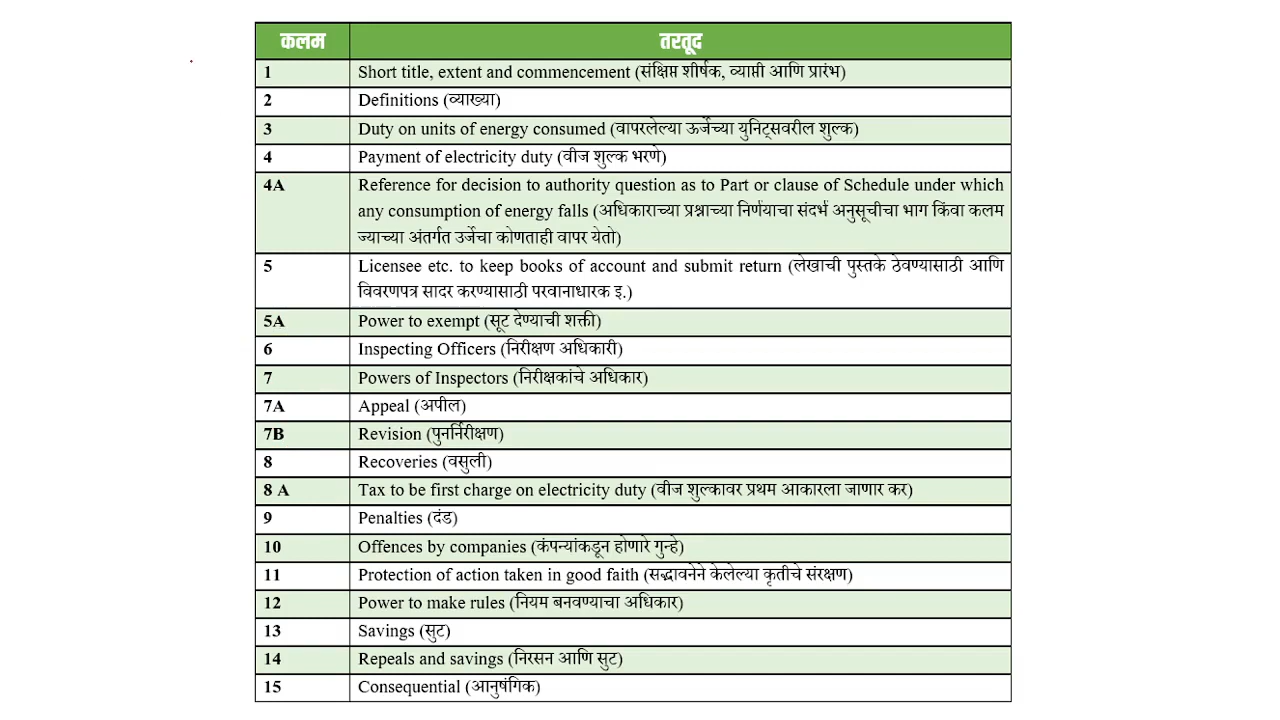 कलम तरतूद
1 Short title, extent and commencement (संक्षिप्त शीर्षक, व्याप्ती आणि प्रारंभ)
2 Definitions (व्याख्या)
3 Duty on units of energy consumed (वापरलेल्या ऊर्जेच्या युनिट्सवरील शुल्क)
4 Payment of electricity duty (वीज शुल्क भरणे)
4A Reference for decision to authority question as to Part or clause of Schedule under which
any consumption of energy falls (अधिकाराच्या प्रश्नाच्या निर्णयाचा संदर्भ अनुसूचीचा भाग किंवा कलम
ज्याच्या अंतर्गत उर्जेचा कोणताही वापर येतो)
5 Licensee etc. to keep books of account and submit return (लेखाची पुस्तके ठेवण्यासाठी आणि
विवरणपत्र सादर करण्यासाठी परवानाधारक इ.)
5A Power to exempt (सूट देण्याची शक्ती)
6 Inspecting Officers (निरीक्षण अधिकारी)
7 Powers of Inspectors (निरीक्षकांचे अधिकार)
7A Appeal (अपील)
7B Revision (पुनर्निरीक्षण)
8 Recoveries (वसुली)
8 A Tax to be first charge on electricity duty (वीज शुल्कावर प्रथम आकारला जाणार कर)
9 Penalties (दंड)
10 Offences by companies (कंपन्यांकडून होणारे गुन्हे)
11 Protection of action taken in good faith (सद्भावनेने केलेल्या कृतीचे संरक्षण)
12 Power to make rules (नियम बनवण्याचा अधिकार)
13 Savings (सुट)
14 Repeals and savings (निरसन आणि सुट)
15 Consequential (आनुषंगिक)